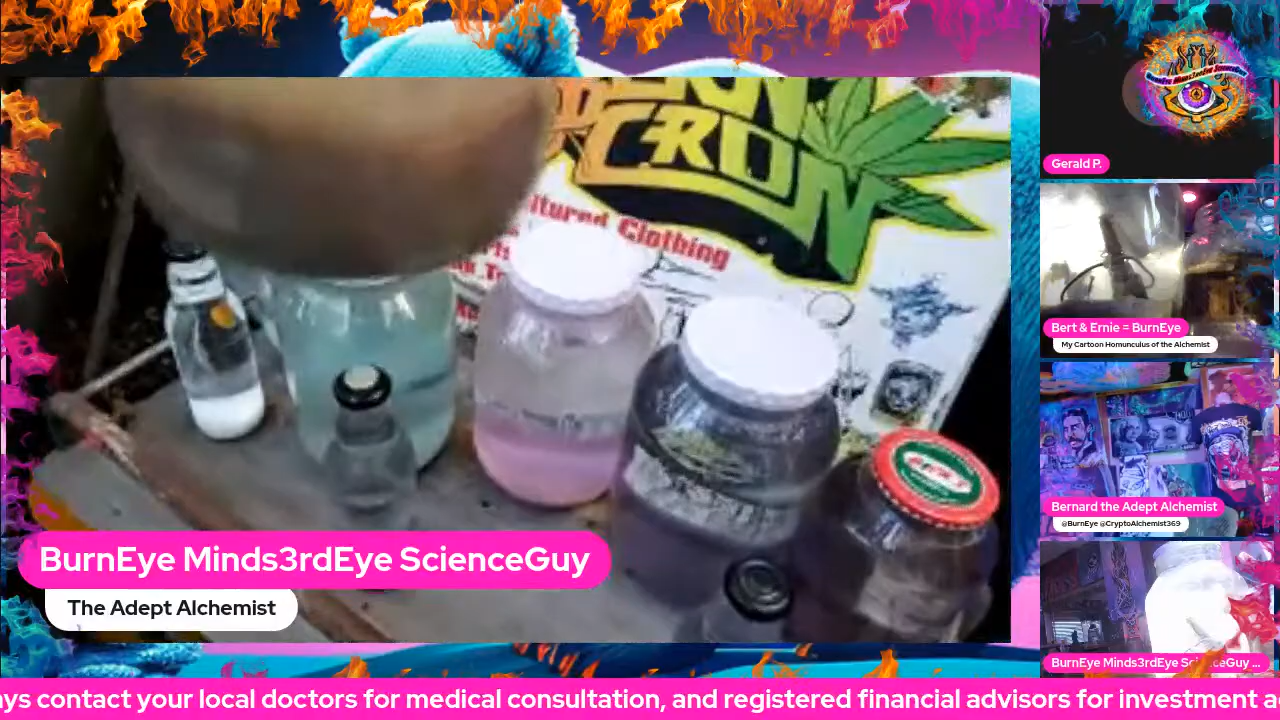 CRON
Clothing
BurnEye Minds3rdEye ScienceGuy
The Adept Alchemist
Gerald P.
Bert & Ernie = BurnEye
My Cartoon Homunculus of the Alchemist
Bernard the Adept Alchemist
@BurnEye @CryptoAlchemist369
BurnEye Minds3rdEye ScienceGuy ...
ays contact your local doctors for medical consultation, and registered financial advisors for investment a